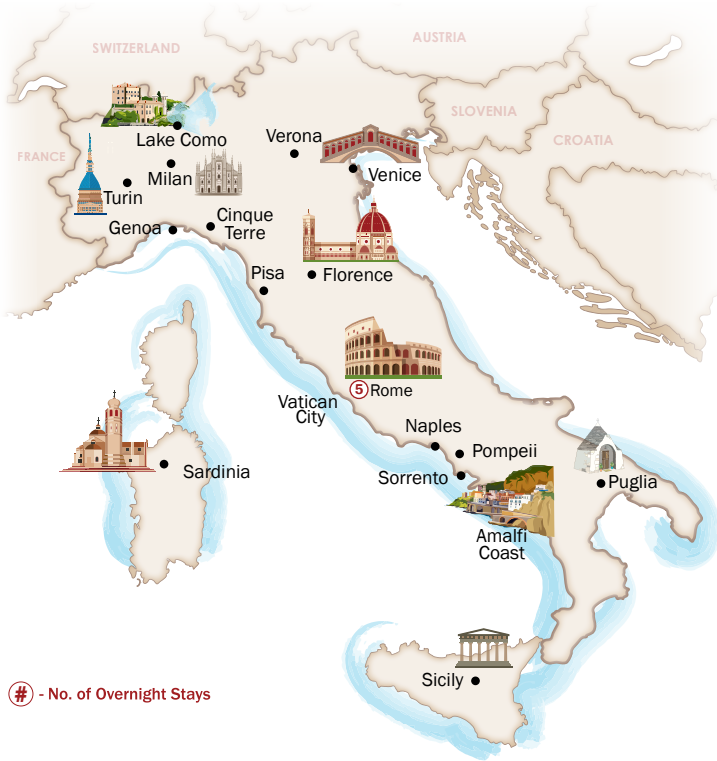 AUSTRIA
SWITZERLAND
SLOVENIA
CROATIA
FRANCE
Lake Como
Verona
Venice
Milan
Turin
Genoa
Cinque
Terre
Pisa
Florence
5 Rome
Vatican
City
Naples
Pompeii
Sorrento
Sardinia
Puglia
Amalfi
Coast
Sicily
# - No. of Overnight Stays